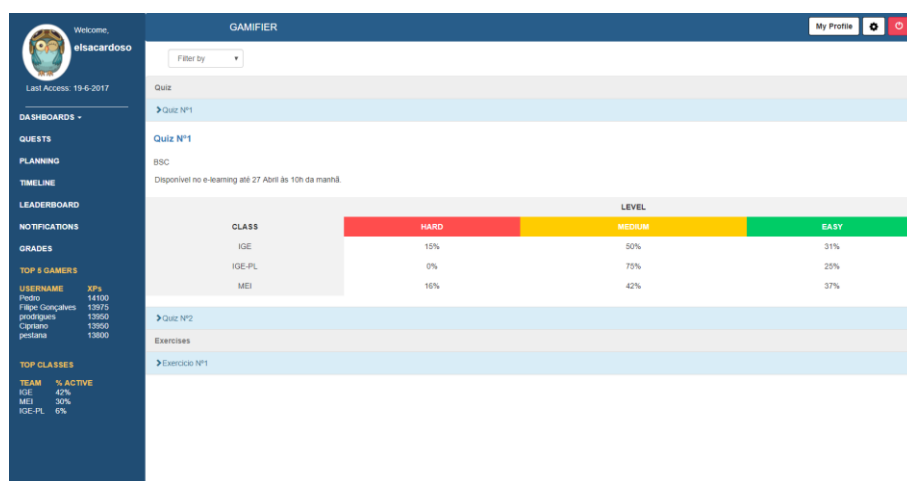 Welcome,
elsacardoso
Last Access: 19-6-2017
DASHBOARDS
QUESTS
PLANNING
TIMELINE
LEADERBOARD
NOTIFICATIONS
GRADES
TOP 5 GAMERS
USERNAME XPs
Pedro 14100
Filipe Gonçalves 13975
prodrigues 13950
Cipriano 13950
pestana 13800
TOP CLASSES
TEAM % ACTIVE
IGE 42%
MEI 30%
IGE-PL 6%
GAMIFIER
My Profile
Filter by
Quiz
Quiz Nº1
Quiz Nº1
BSC
Disponível no e-learning até 27 Abril às 10h da manhã.
LEVEL
CLASS HARD MEDIUM EASY
IGE 15% 50% 31%
IGE-PL 0% 75% 25%
MEI 16% 42% 37%
Quiz Nº2
Exercises
Exercicio Nº1